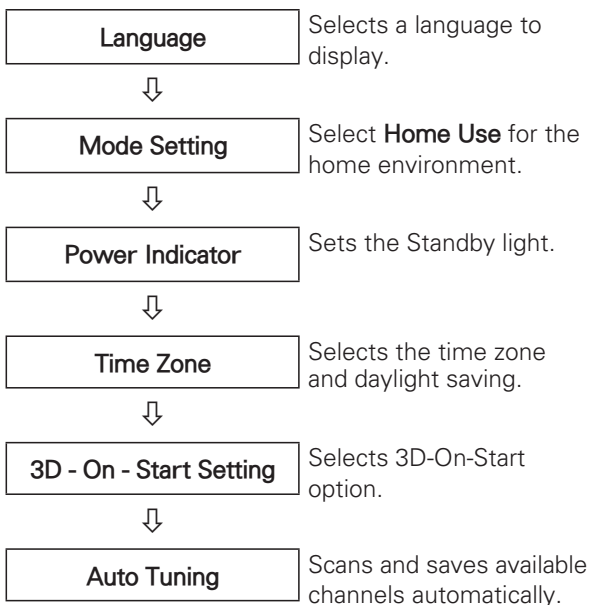 Language
Selects a language to
display.
⇩
Mode Setting
Select Home Use for the
home environment.
⇩
Power Indicator
Sets the Standby light.
⇩
Time Zone
Selects the time zone
and daylight saving.
⇩
3D - On - Start Setting
Selects 3D-On-Start
option.
⇩
Auto Tuning
Scans and saves available
channels automatically.